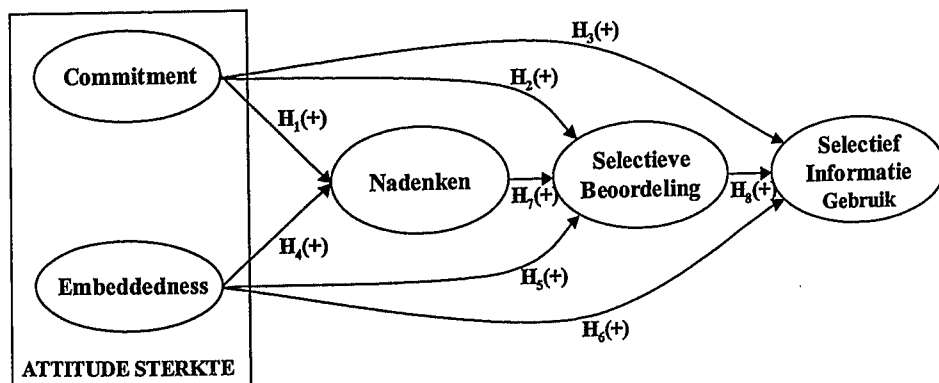 H₃(+)
Commitment
H₂(+)
H₁(+)
Selectief
Informatie
Gebruik
Selectieve
Beoordeling
Nadenken
H₇(+)
H₈(+)
H₄(+)
H₅(+)
Embeddedness
H₆(+)
ATTITUDE STERKTE